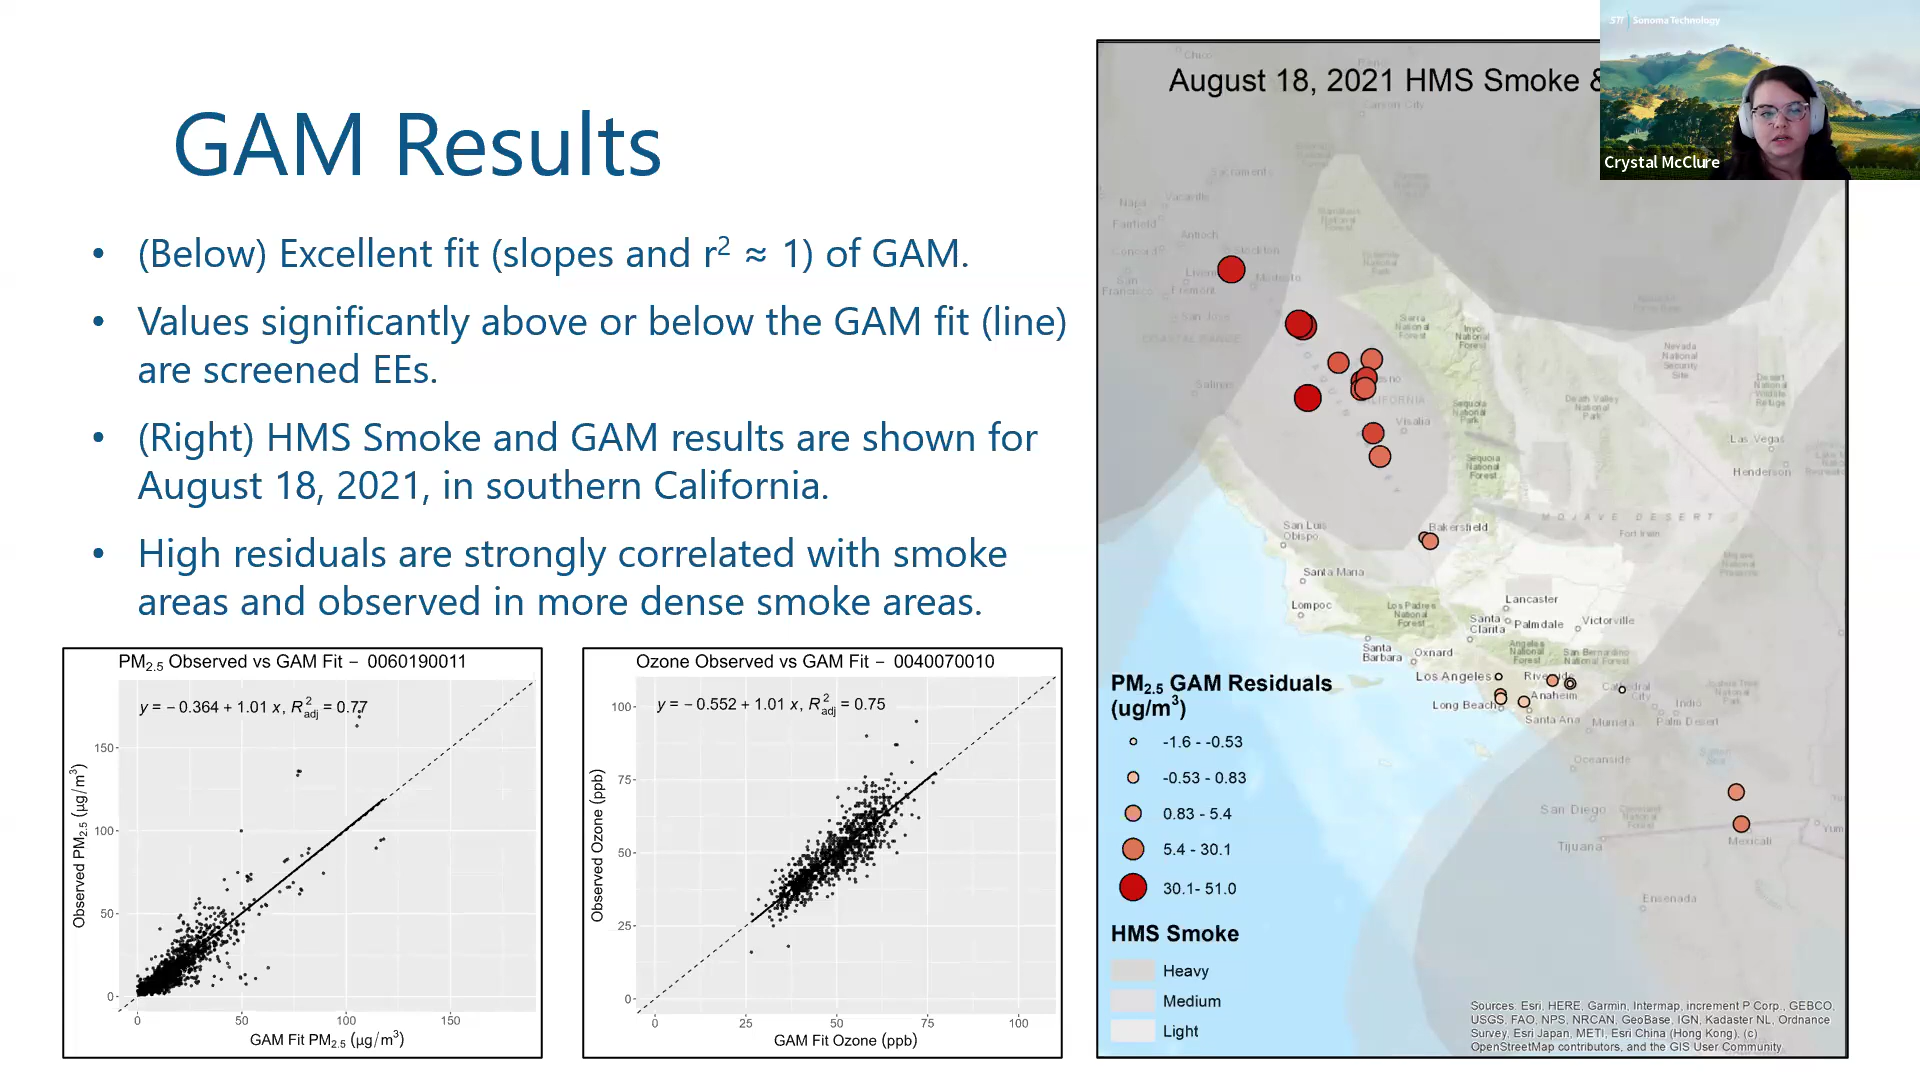 STi | Sonoma Technology
Crystal McClure
GAM Results
• (Below) Excellent fit (slopes and r² ≈ 1) of GAM.
• Values significantly above or below the GAM fit (line)
are screened EEs.
• (Right) HMS Smoke and GAM results are shown for
August 18, 2021, in southern California.
• High residuals are strongly correlated with smoke
areas and observed in more dense smoke areas.
PM2.5 Observed vs GAM Fit – 0060190011
y = − 0.364 + 1.01 x, R²adj = 0.77
150
100
50
0
0 50 100 150
Observed PM2.5 (μg/m³)
GAM Fit PM2.5 (μg/m³)
Ozone Observed vs GAM Fit – 0040070010
y = − 0.552 + 1.01 x, R²adj = 0.75
100
75
50
25
0
0 25 50 75 100
Observed Ozone (ppb)
GAM Fit Ozone (ppb)
August 18, 2021 HMS Smoke &
Chico
Carson City
Sacramento
Napa
Vacaville
Fairfield
Antioch
Concord
Stockton
Modesto
San
Francisco
Fremont
San Jose
COASTAL RANGE
Salinas
Sierra
National
Forest
Inyo
National
Forest
Nevada
National
Security
Site
Desert
National
Wildlife
Refuge
CALIFORNIA
Death Valley
National
Park
Sequoia
National
Park
Visalia
Las Vegas
Henderson
Sequoia
National
Forest
MOJAVE DESERT
Fort Irwin
San Luis
Obispo
Bakersfield
Santa Maria
Lompoc
Los Padres
National
Forest
Lancaster
Santa
Clarita
Palmdale
Victorville
Angeles
National
Forest
San Bernardino
National Forest
Santa
Barbara
Oxnard
Los Angeles
Long Beach
Anaheim
Santa Ana
Murrieta
Indio
Palm Desert
Joshua Tree
National
Park
Oceanside
San Diego
Cleveland
National
Forest
Tijuana
Mexicali
Ensenada
PM2.5 GAM Residuals
(ug/m³)
-1.6 - -0.53
-0.53 - 0.83
0.83 - 5.4
5.4 - 30.1
30.1- 51.0
HMS Smoke
Heavy
Medium
Light
Sources: Esri, HERE, Garmin, Intermap, increment P Corp., GEBCO,
USGS, FAO, NPS, NRCAN, GeoBase, IGN, Kadaster NL, Ordnance
Survey, Esri Japan, METI, Esri China (Hong Kong), (c)
OpenStreetMap contributors, and the GIS User Community